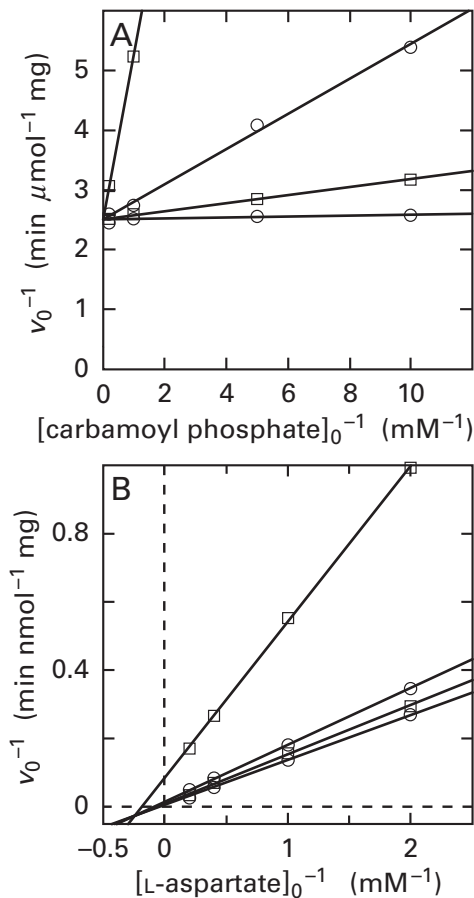 A
5
4
3
2
1
0
v₀⁻¹ (min μmol⁻¹ mg)
0 2 4 6 8 10
[carbamoyl phosphate]₀⁻¹ (mM⁻¹)
B
0.8
0.4
0
v₀⁻¹ (min nmol⁻¹ mg)
–0.5 0 1 2
[L-aspartate]₀⁻¹ (mM⁻¹)